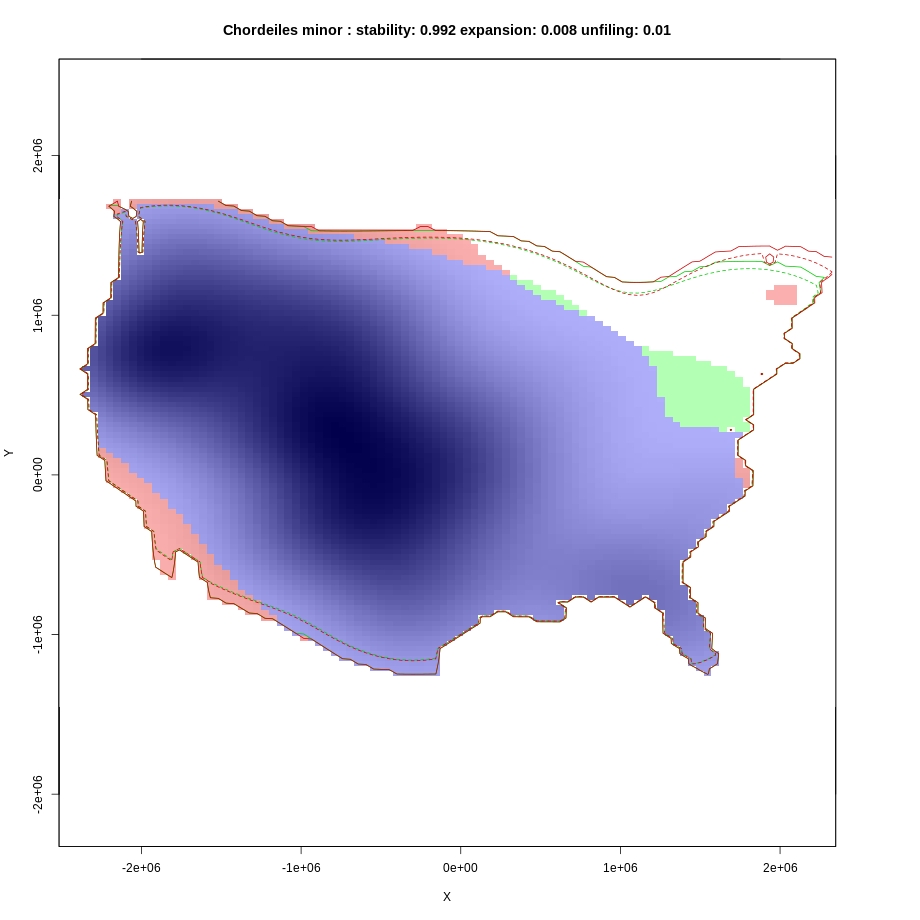 Chordeiles minor : stability: 0.992 expansion: 0.008 unfiling: 0.01
2e+06
1e+06
0e+00
-1e+06
-2e+06
Y
-2e+06 -1e+06 0e+00 1e+06 2e+06
X